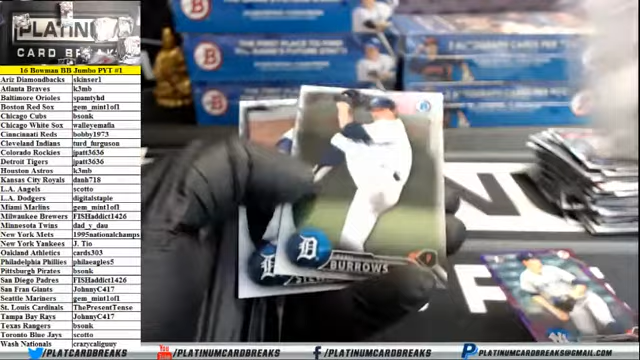 PLATINUM
CARD BREAKS
16 Bowman BB Jumbo PYT #1
Ariz Diamondbacks skinser1
Atlanta Braves k3mb
Baltimore Orioles spamtyhd
Boston Red Sox gem_mint1of1
Chicago Cubs bsonk
Chicago White Sox walleyemafia
Cincinnati Reds bobby1973
Cleveland Indians turd_furguson
Colorado Rockies jpatt3636
Detroit Tigers jpatt3636
Houston Astros k3mb
Kansas City Royals danh718
L.A. Angels scotto
L.A. Dodgers digitalstaple
Miami Marlins gem_mint1of1
Milwaukee Brewers FISHaddict1426
Minnesota Twins dad_y_dau
New York Mets 1995nationalchamps
New York Yankees J. Tio
Oakland Athletics cards303
Philadelphia Phillies phileagles5
Pittsburgh Pirates bsonk
San Diego Padres FISHaddict1426
San Fran Giants JohnnyC417
Seattle Mariners gem_mint1of1
St. Louis Cardinals ThePresentTense
Tampa Bay Rays JohnnyC417
Texas Rangers bsonk
Toronto Blue Jays scotto
Wash Nationals crazycaliguuy
BURROWS
/PLATCARDBREAKS
/PLATINUMCARDBREAKS
/PLATINUMCARDBREAKS
PLATINUMCARDBREAKS@GMAIL.COM